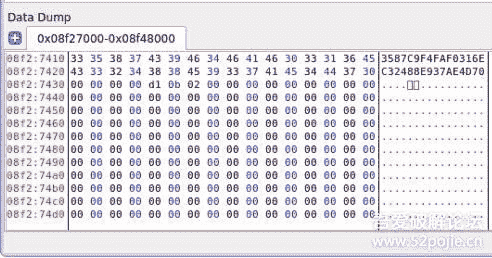 Data Dump
0x08f27000-0x08f48000
08f2:7410 33 35 38 37 43 39 46 34 46 41 46 30 33 31 36 45 3587C9F4FAF0316E
08f2:7420 43 33 32 34 38 38 45 39 33 37 41 45 34 44 37 30 C32488E937AE4D70
08f2:7430 00 00 00 00 d1 0b 02 00 00 00 00 00 00 00 00 00 ....▯▯..........
08f2:7440 00 00 00 00 00 00 00 00 00 00 00 00 00 00 00 00 ................
08f2:7450 00 00 00 00 00 00 00 00 00 00 00 00 00 00 00 00 ................
08f2:7460 00 00 00 00 00 00 00 00 00 00 00 00 00 00 00 00 ................
08f2:7470 00 00 00 00 00 00 00 00 00 00 00 00 00 00 00 00 ................
08f2:7480 00 00 00 00 00 00 00 00 00 00 00 00 00 00 00 00 ................
08f2:7490 00 00 00 00 00 00 00 00 00 00 00 00 00 00 00 00 ................
08f2:74a0 00 00 00 00 00 00 00 00 00 00 00 00 00 00 00 00 ................
08f2:74b0 00 00 00 00 00 00 00 00 00 00 00 00 00 00 00 00 ................
08f2:74c0 00 00 00 00 00 00 00 00 00 00 00 00 00 00 00 00 ................
08f2:74d0 00 00 00 00 00 00 00 00 00 00 00 00 00 00 00 00 ................
吾爱破解论坛
www.52pojie.cn